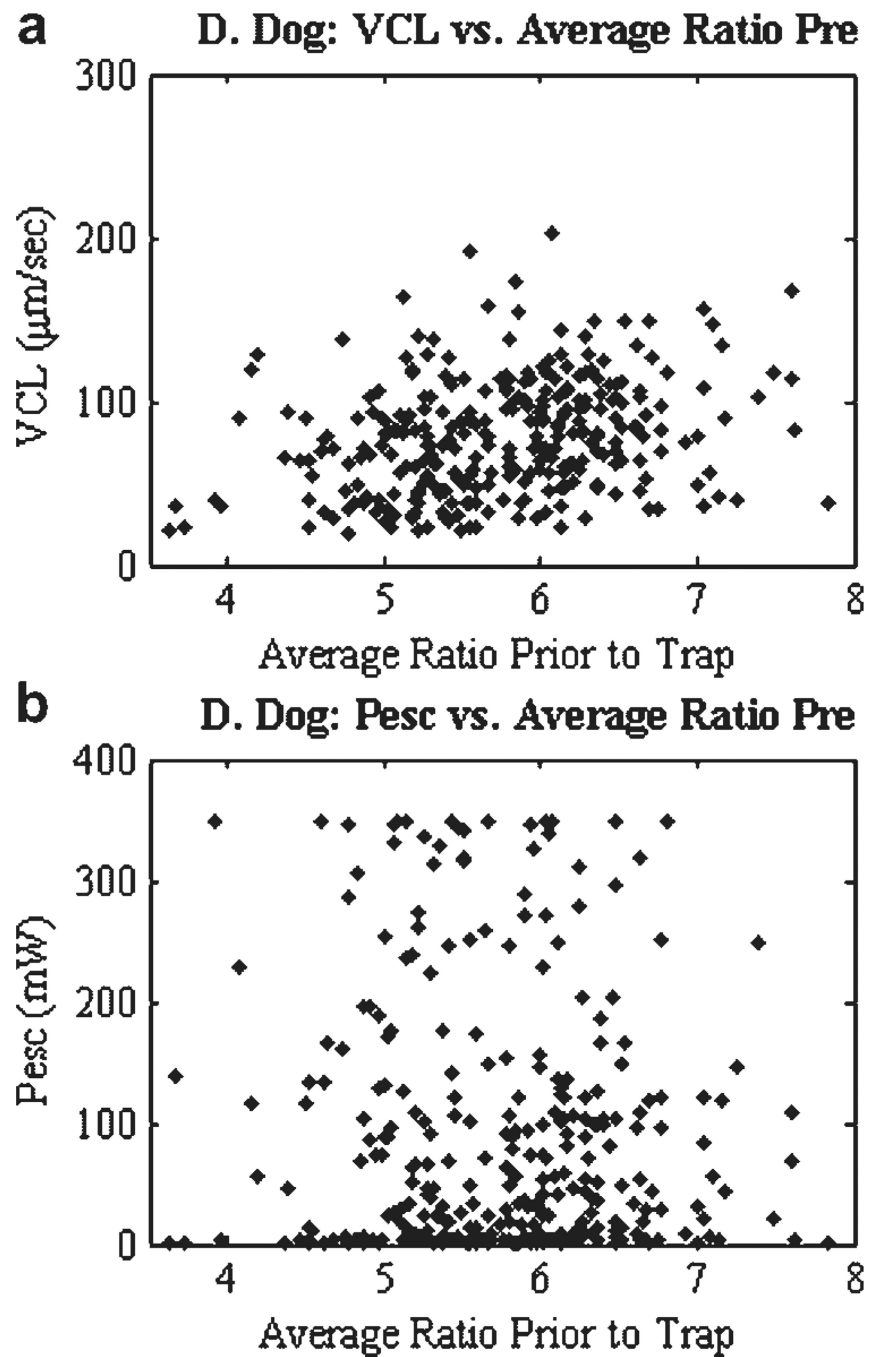 a
D. Dog: VCL vs. Average Ratio Pre
300
200
100
0
VCL (μm/sec)
4 5 6 7 8
Average Ratio Prior to Trap
b
D. Dog: Pesc vs. Average Ratio Pre
400
300
200
100
0
Pesc (mW)
4 5 6 7 8
Average Ratio Prior to Trap